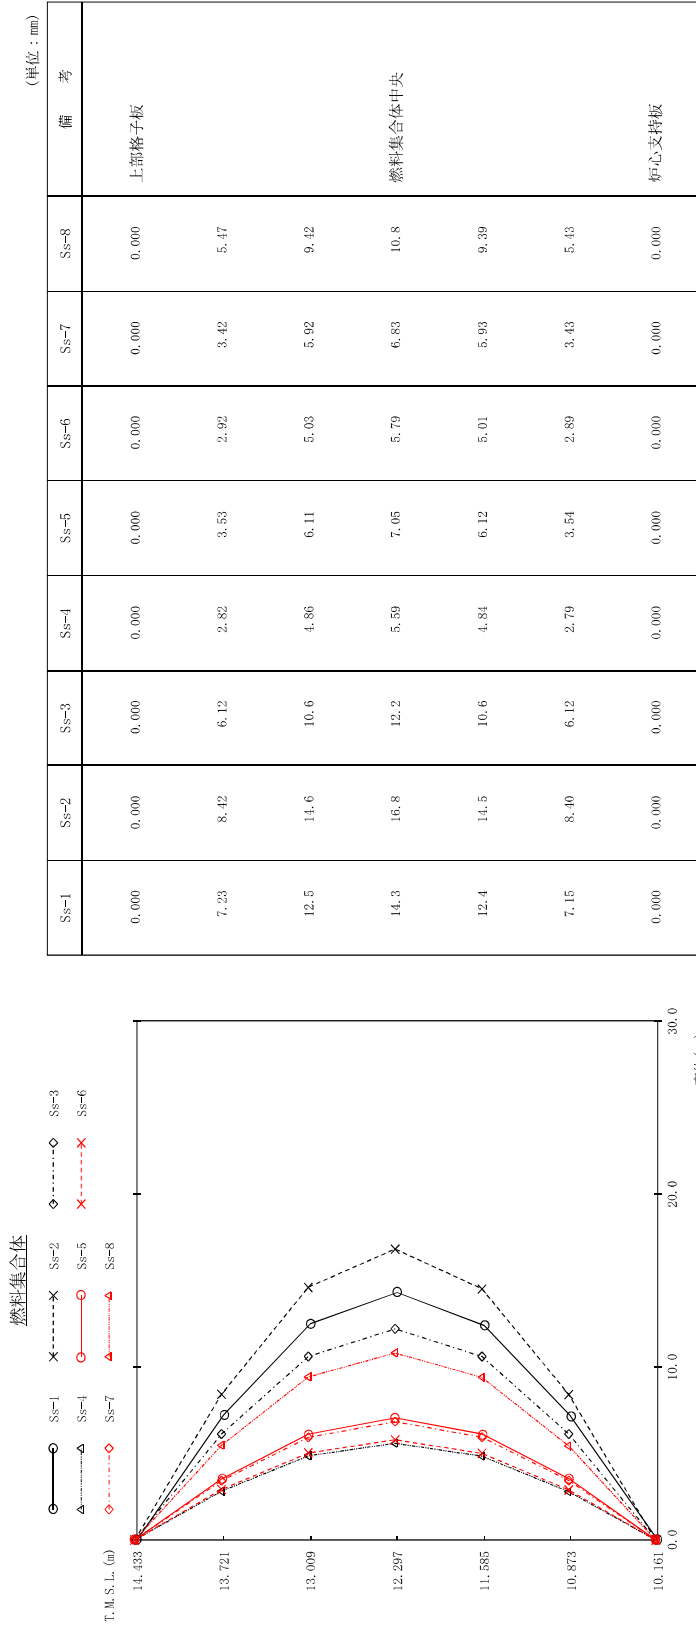 燃料集合体
Ss-1 Ss-2 Ss-3
Ss-4 Ss-5 Ss-6
Ss-7 Ss-8
T.M.S.L.(m)
14.433
13.721
13.009
12.297
11.585
10.873
10.161
0.0 10.0 20.0 30.0
(単位：mm)
Ss-1 Ss-2 Ss-3 Ss-4 Ss-5 Ss-6 Ss-7 Ss-8 備考
0.000 0.000 0.000 0.000 0.000 0.000 0.000 0.000 上部格子板
7.23 8.42 6.12 2.82 3.53 2.92 3.42 5.47
12.5 14.6 10.6 4.86 6.11 5.03 5.92 9.42
14.3 16.8 12.2 5.59 7.05 5.79 6.83 10.8 燃料集合体中央
12.4 14.5 10.6 4.84 6.12 5.01 5.93 9.39
7.15 8.40 6.12 2.79 3.54 2.89 3.43 5.43
0.000 0.000 0.000 0.000 0.000 0.000 0.000 0.000 炉心支持板